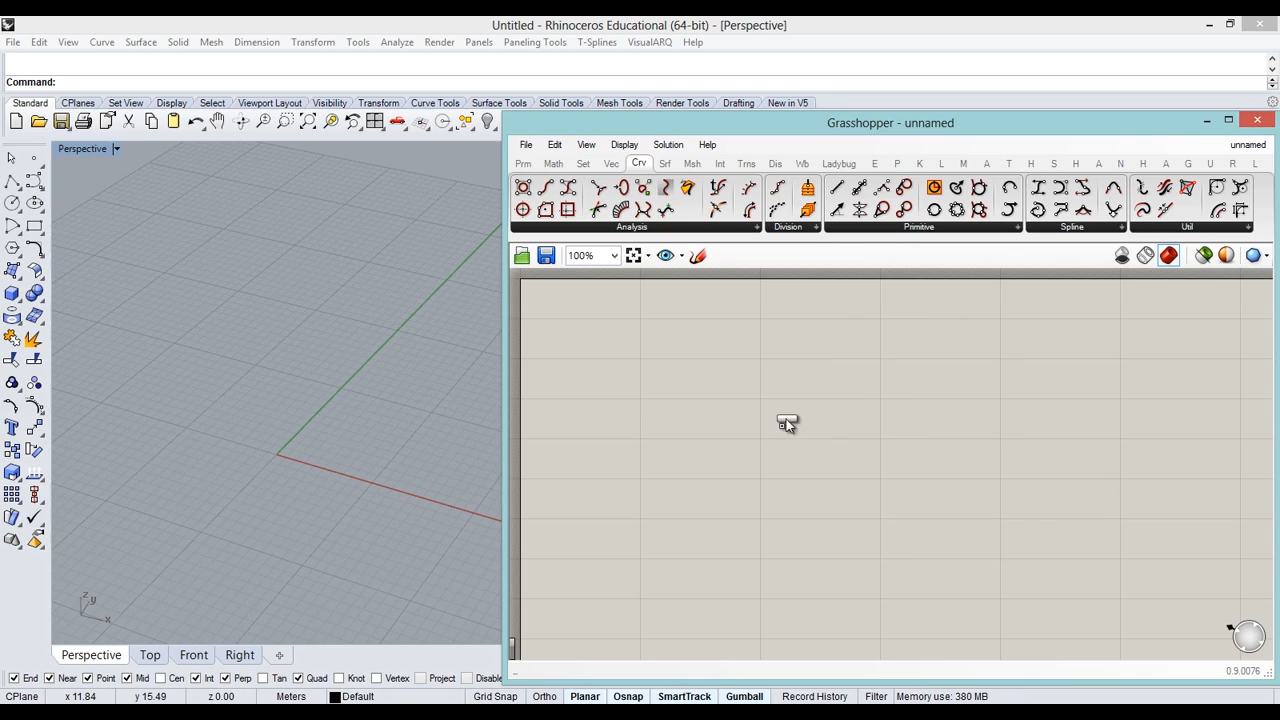 Untitled - Rhinoceros Educational (64-bit) - [Perspective]
File Edit View Curve Surface Solid Mesh Dimension Transform Tools Analyze Render Panels Paneling Tools T-Splines VisualARQ Help
Command:
Standard CPlanes Set View Display Select Viewport Layout Visibility Transform Curve Tools Surface Tools Solid Tools Mesh Tools Render Tools Drafting New in V5
Perspective
Grasshopper - unnamed
File Edit View Display Solution Help unnamed
Prm Math Set Vec Crv Srf Msh Int Trns Dis Wb Ladybug E P K L M A T H S H A N H A G U R L
Analysis Division Primitive Spline Util
100%
z
y
x
0.9.0076
Perspective Top Front Right
End Near Point Mid Cen Int Perp Tan Quad Knot Vertex Project Disable
CPlane x 11.84 y 15.49 z 0.00 Meters Default Grid Snap Ortho Planar Osnap SmartTrack Gumball Record History Filter Memory use: 380 MB